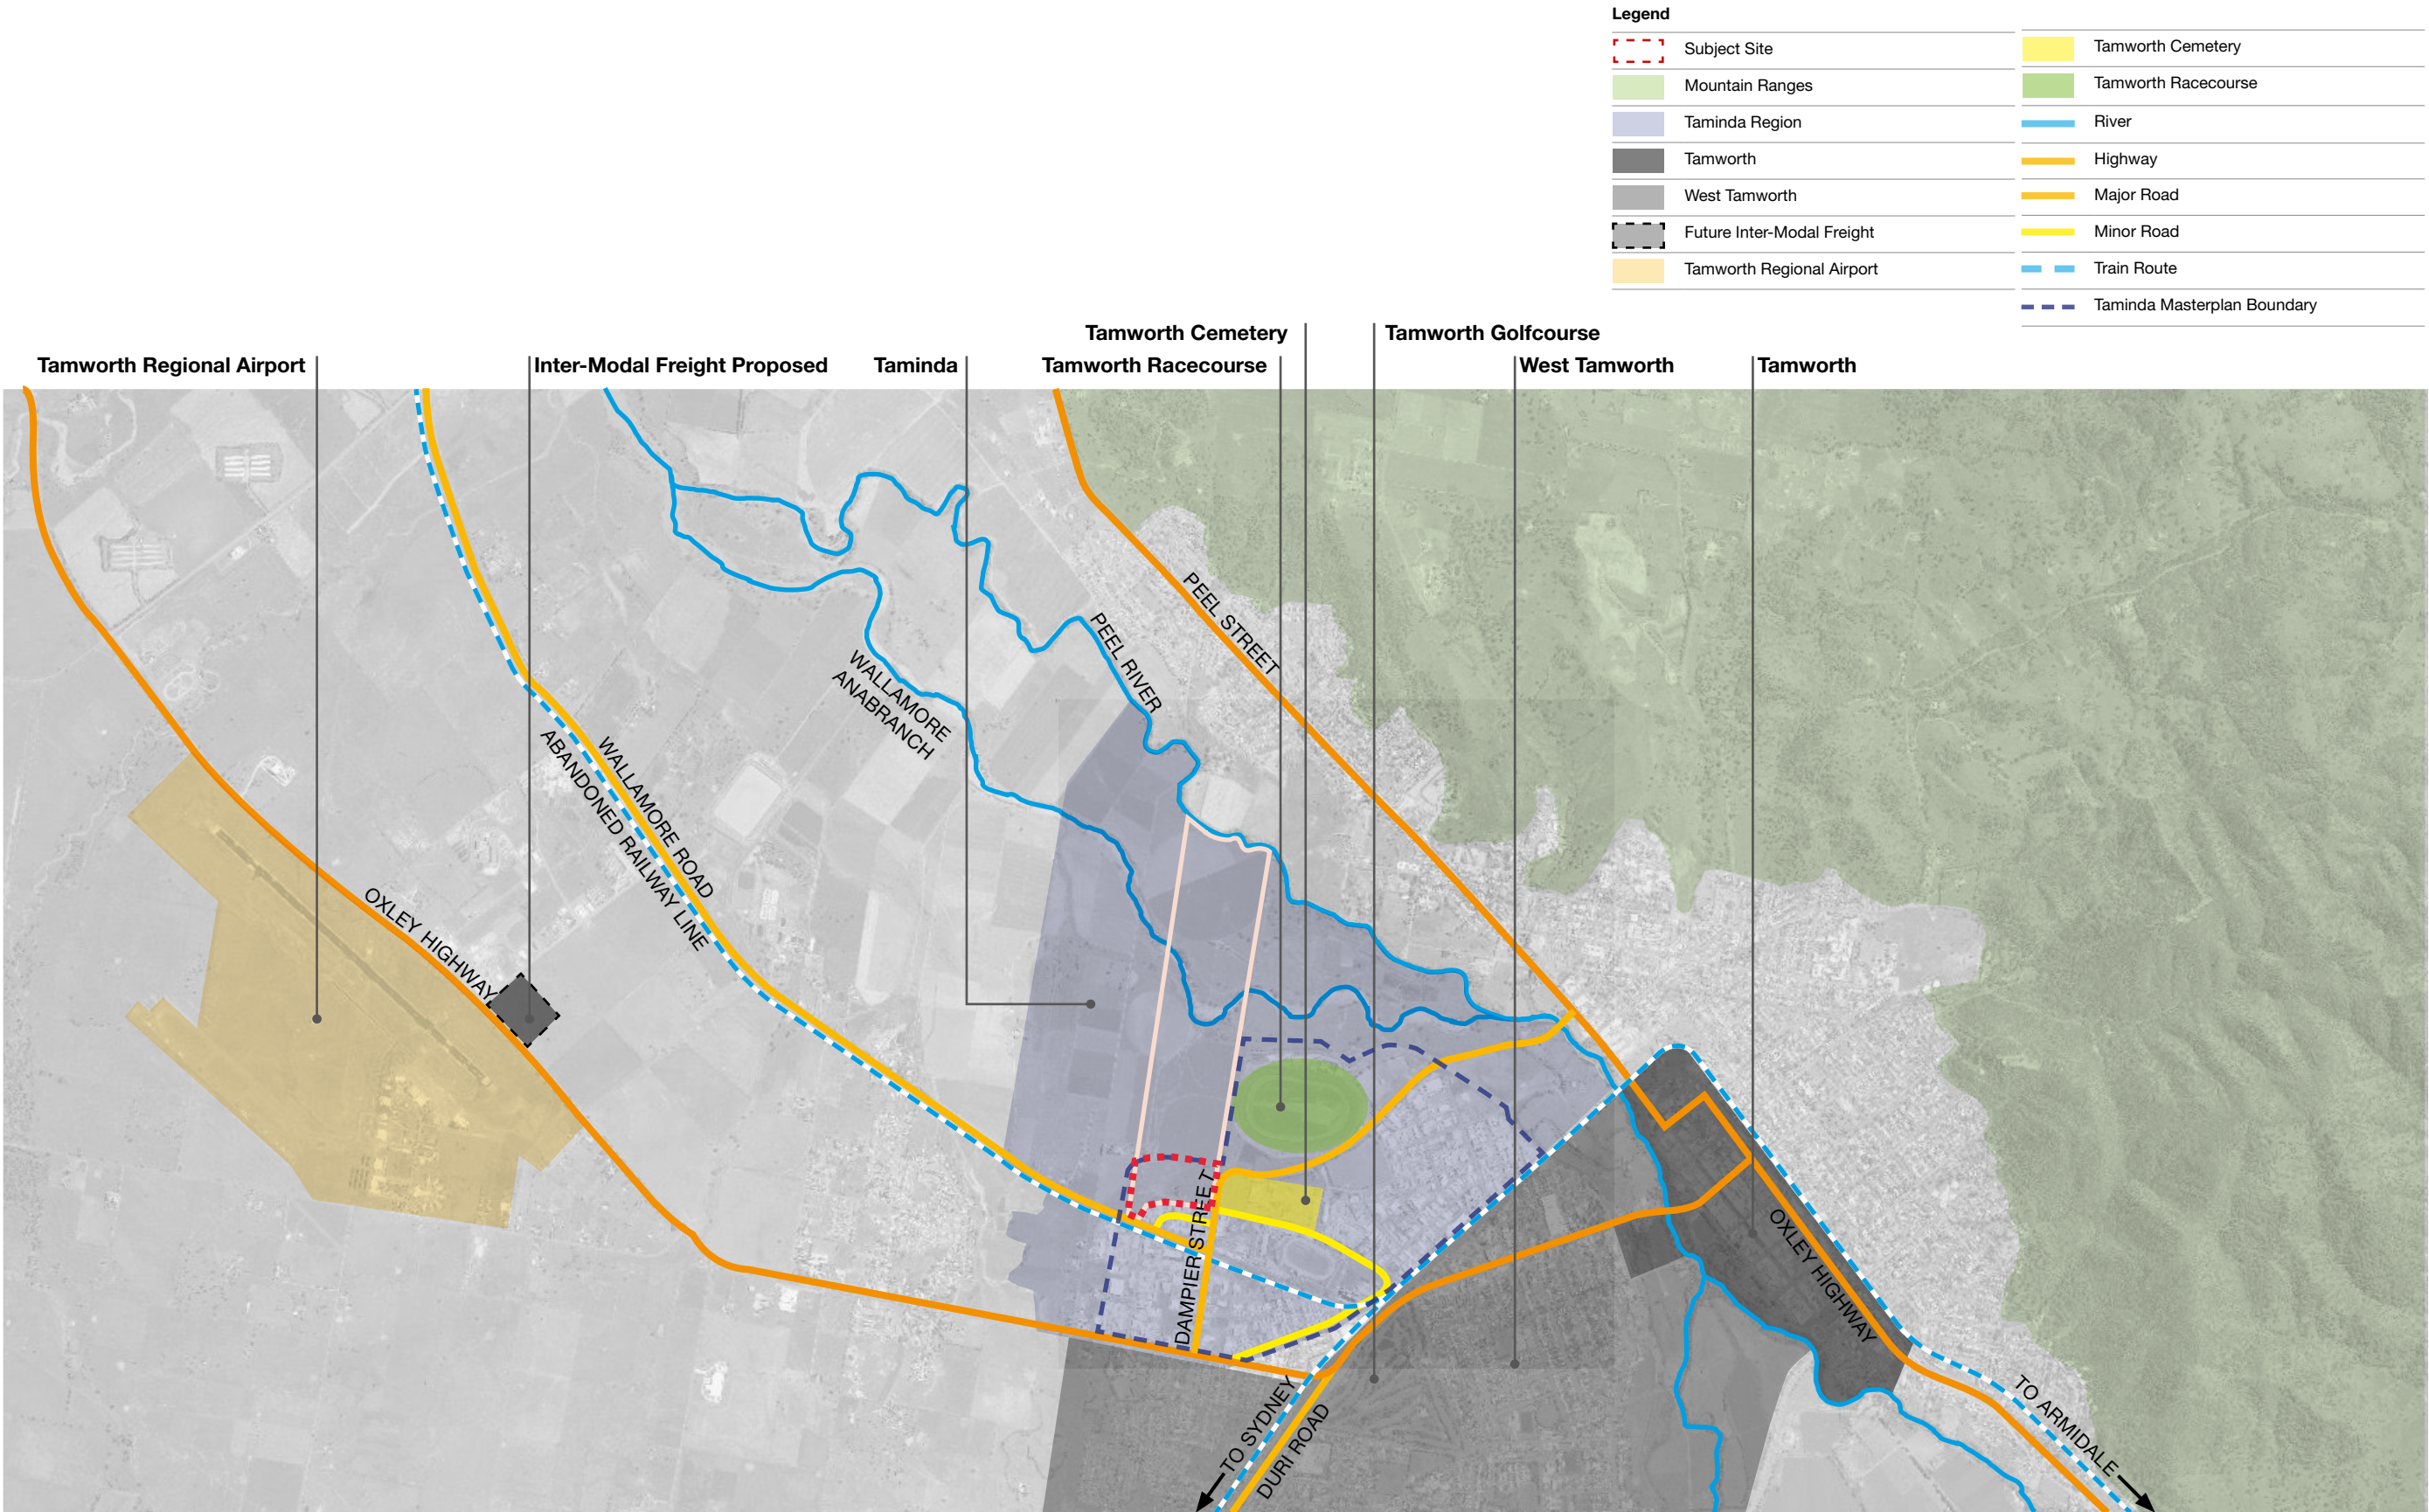 Legend
Subject Site
Mountain Ranges
Taminda Region
Tamworth
West Tamworth
Future Inter-Modal Freight
Tamworth Regional Airport
Tamworth Cemetery
Tamworth Racecourse
River
Highway
Major Road
Minor Road
Train Route
Taminda Masterplan Boundary
Tamworth Cemetery
Tamworth Golfcourse
Tamworth Regional Airport
Inter-Modal Freight Proposed
Taminda
Tamworth Racecourse
West Tamworth
Tamworth
PEEL STREET
PEEL RIVER
WALLAMORE
ANABRANCH
WALLAMORE ROAD
ABANDONED RAILWAY LINE
OXLEY HIGHWAY
DAMPIER STREET
OXLEY HIGHWAY
TO SYDNEY
DURI ROAD
TO ARMIDALE